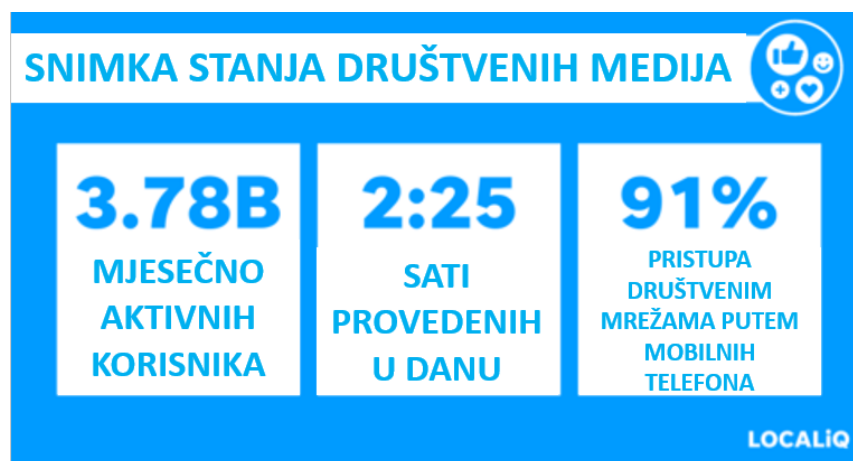 SNIMKA STANJA DRUŠTVENIH MEDIJA
3.78B
MJESEČNO
AKTIVNIH
KORISNIKA
2:25
SATI
PROVEDENIH
U DANU
91%
PRISTUPA
DRUŠTVENIM
MREŽAMA PUTEM
MOBILNIH
TELEFONA
LOCALiQ